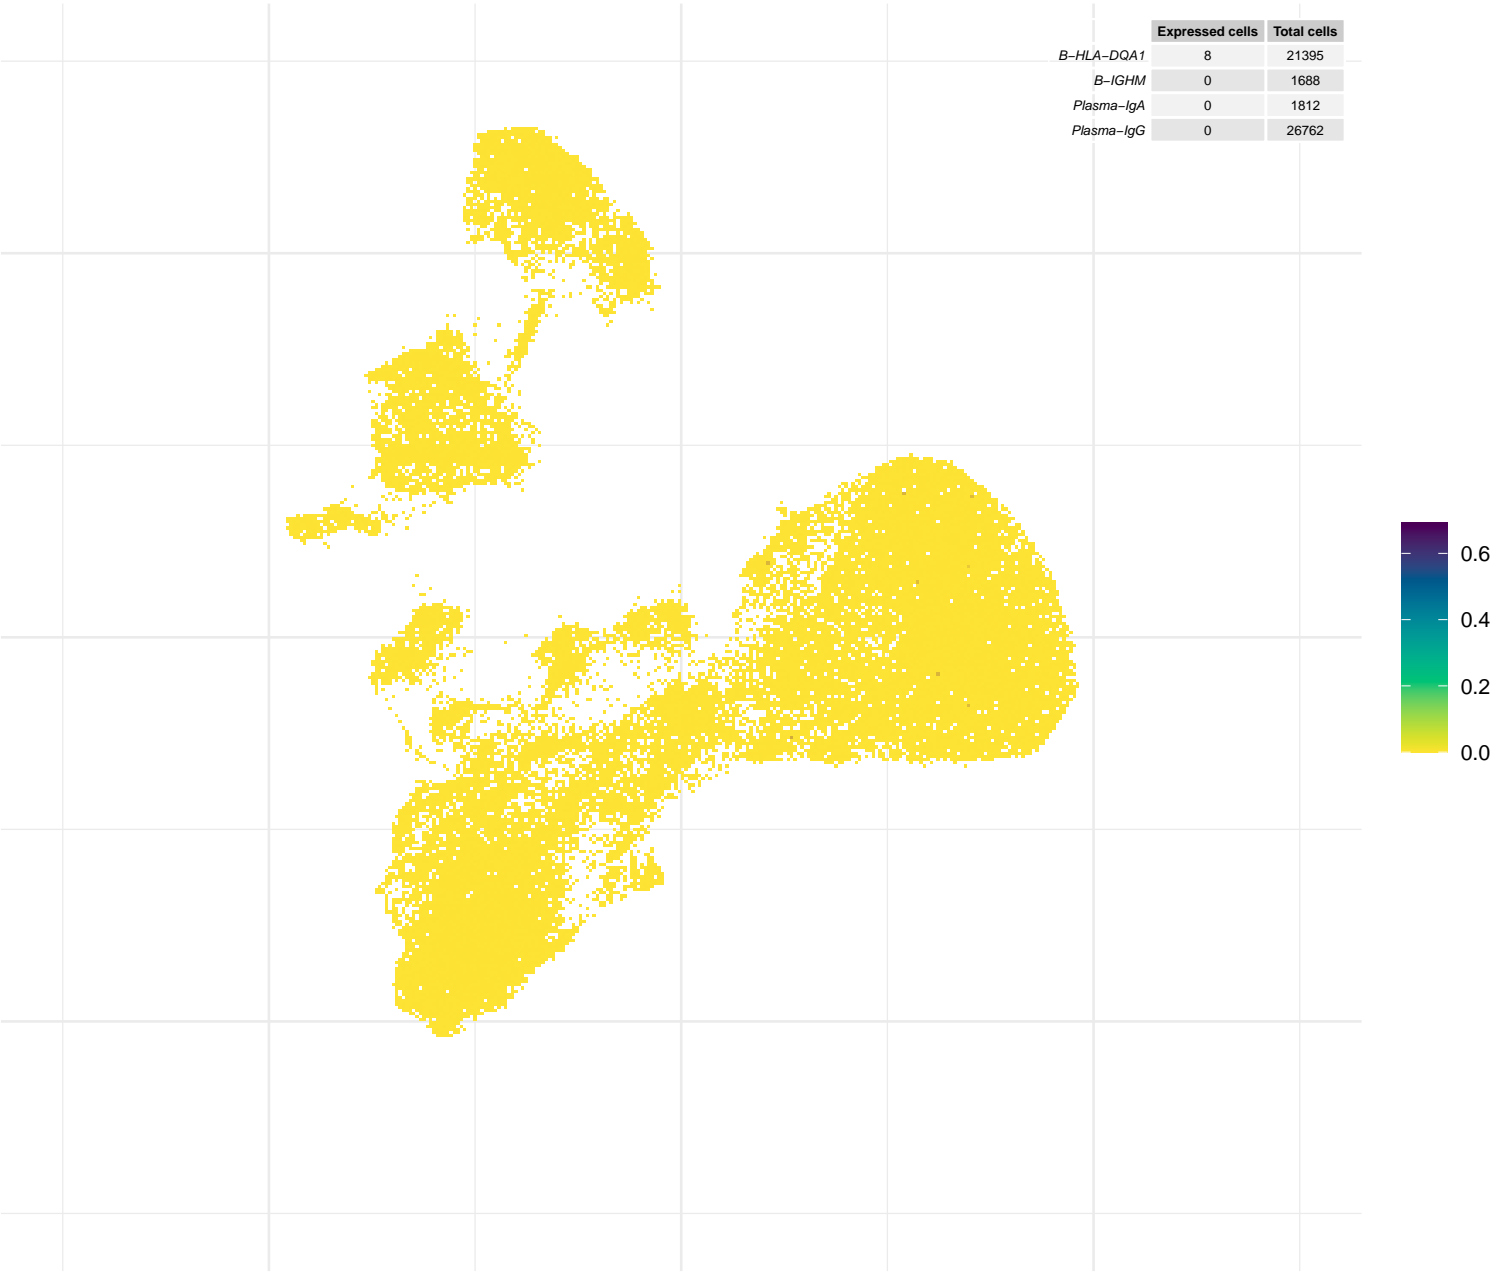 Expressed cells Total cells
B−HLA−DQA1 8 21395
B−IGHM 0 1688
Plasma−IgA 0 1812
Plasma−IgG 0 26762
0.6
0.4
0.2
0.0